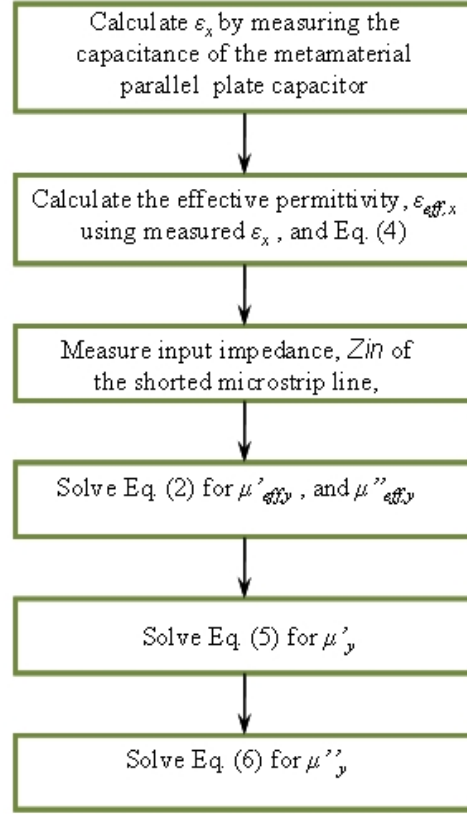 Calculate εx by measuring the
capacitance of the metamaterial
parallel plate capacitor
Calculate the effective permittivity, εeff,x
using measured εx , and Eq. (4)
Measure input impedance, Zin of
the shorted microstrip line,
Solve Eq. (2) for μ’eff,y , and μ’’eff,y
Solve Eq. (5) for μ’y
Solve Eq. (6) for μ’’y